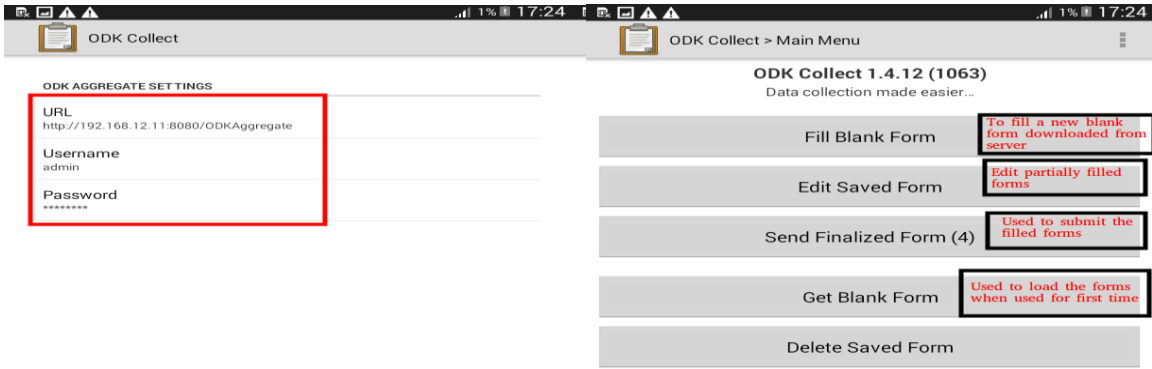 1% 17:24
ODK Collect
ODK AGGREGATE SETTINGS
URL
http://192.168.12.11:8080/ODKAggregate
Username
admin
Password
********
1% 17:24
ODK Collect > Main Menu
ODK Collect 1.4.12 (1063)
Data collection made easier...
Fill Blank Form
To fill a new blank
form downloaded from
server
Edit Saved Form
Edit partially filled
forms
Send Finalized Form (4)
Used to submit the
filled forms
Get Blank Form
Used to load the forms
when used for first time
Delete Saved Form